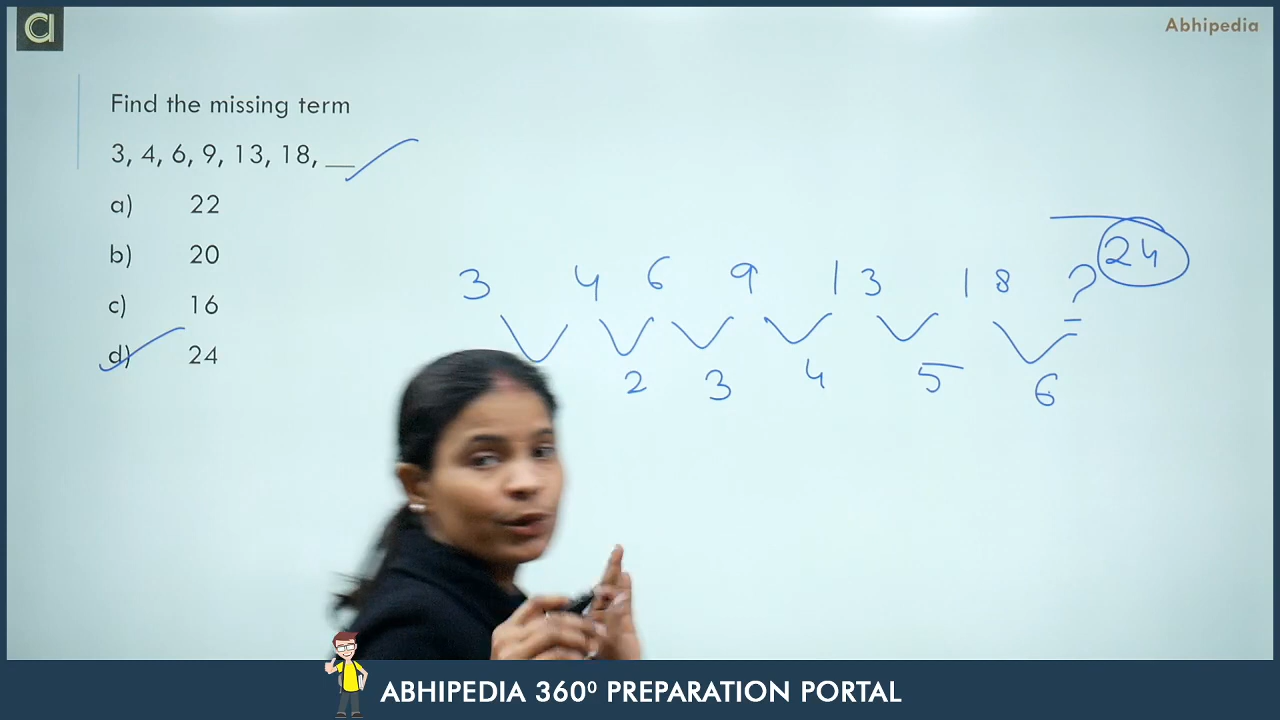 a
Abhipedia
Find the missing term
3, 4, 6, 9, 13, 18, __
a) 22
b) 20
c) 16
d) 24
24
3 4 6 9 13 18 ?
2 3 4 5 6
ABHIPEDIA 360⁰ PREPARATION PORTAL